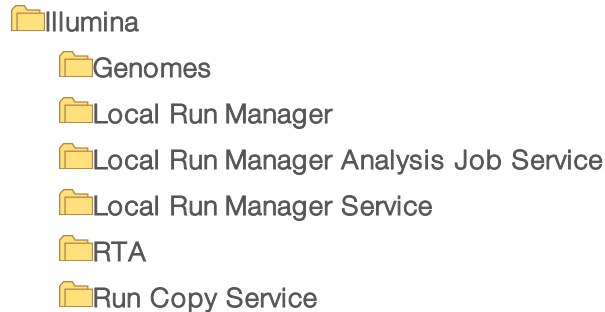 Illumina
Genomes
Local Run Manager
Local Run Manager Analysis Job Service
Local Run Manager Service
RTA
Run Copy Service